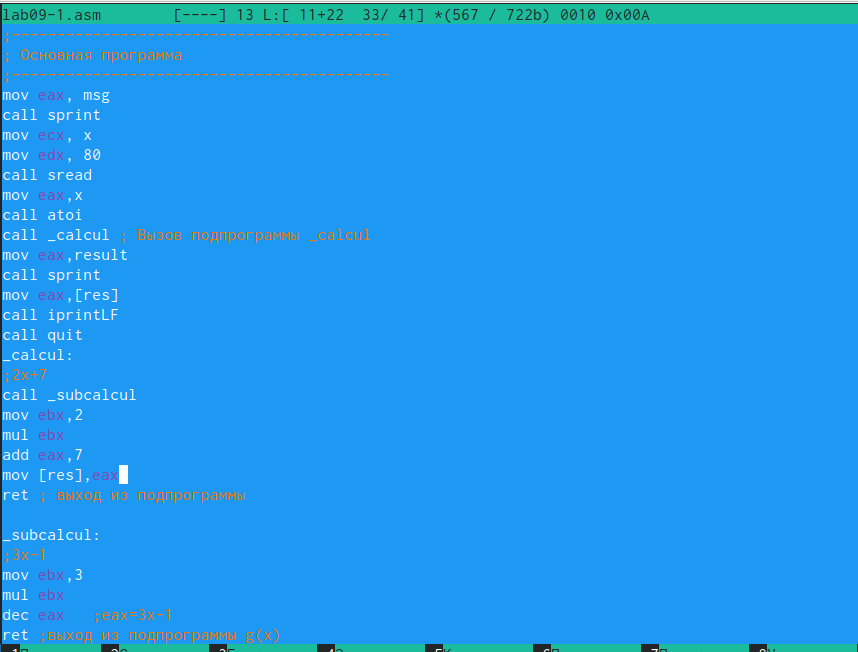 lab09-1.asm        [----] 13 L:[ 11+22  33/ 41] *(567 / 722b) 0010 0x00A
;------------------------------------------
; Основная программа
;------------------------------------------
mov eax, msg
call sprint
mov ecx, x
mov edx, 80
call sread
mov eax,x
call atoi
call _calcul ; Вызов подпрограммы _calcul
mov eax,result
call sprint
mov eax,[res]
call iprintLF
call quit
_calcul:
;2x+7
call _subcalcul
mov ebx,2
mul ebx
add eax,7
mov [res],eax
ret ; выход из подпрограммы
_subcalcul:
;3x-1
mov ebx,3
mul ebx
dec eax   ;eax=3x-1
ret ;выход из подпрограммы g(x)